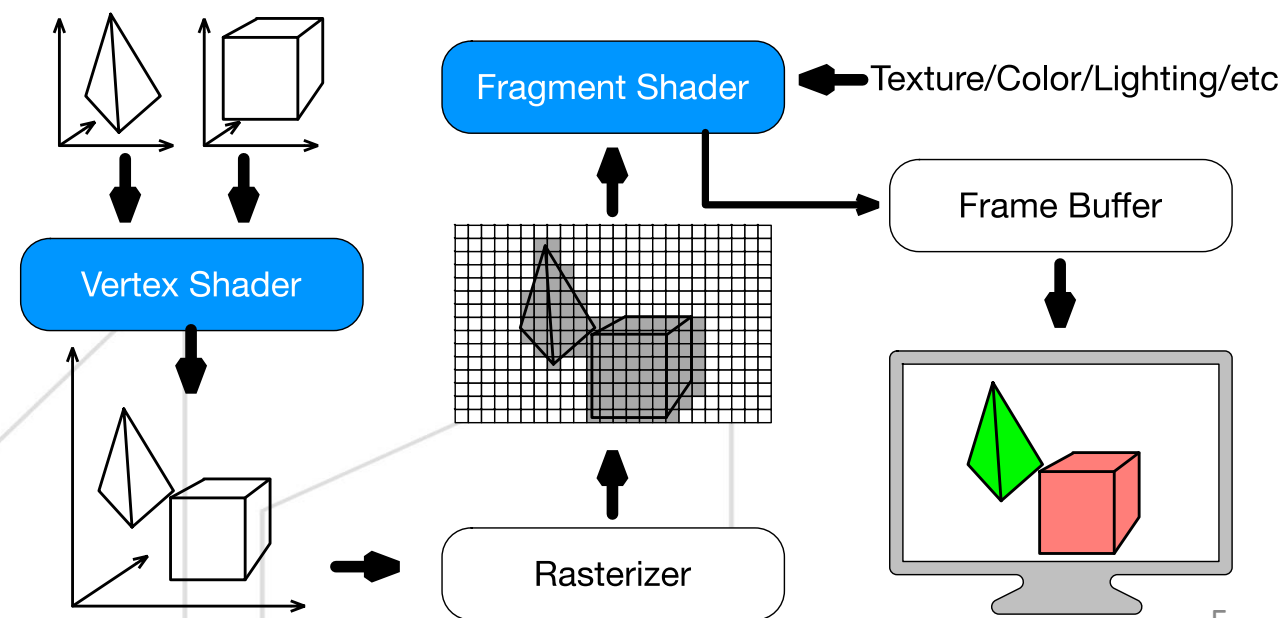 Fragment Shader
Texture/Color/Lighting/etc
Frame Buffer
Vertex Shader
Rasterizer